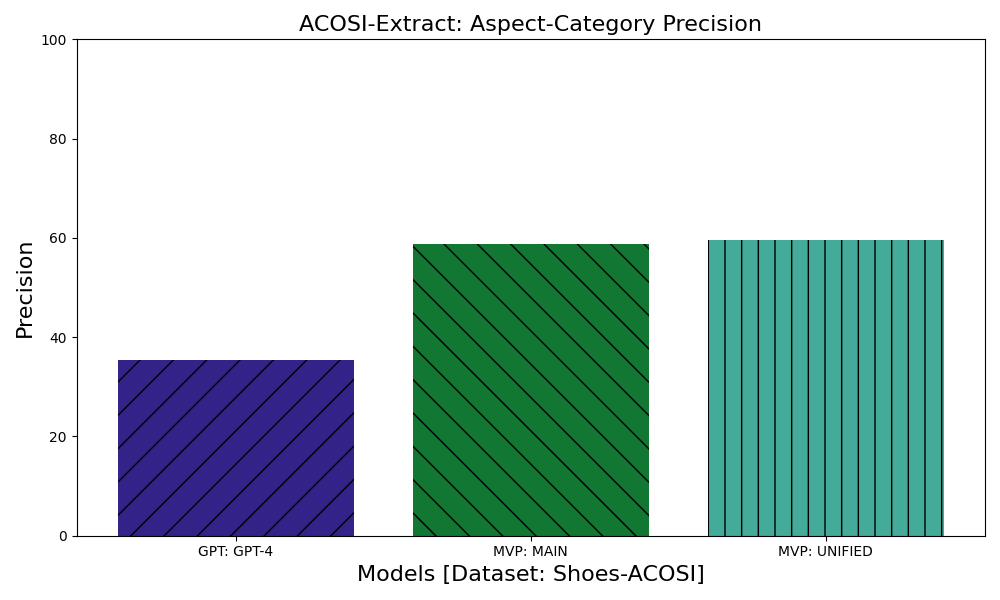 ACOSI-Extract: Aspect-Category Precision
Precision
100
80
60
40
20
0
GPT: GPT-4
MVP: MAIN
MVP: UNIFIED
Models [Dataset: Shoes-ACOSI]